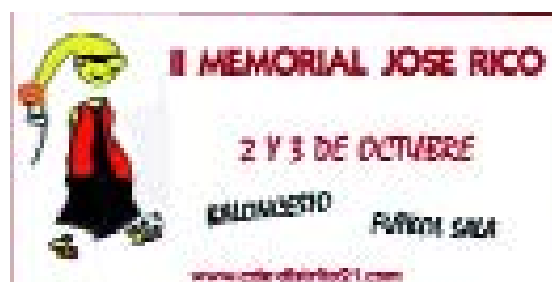 II MEMORIAL JOSE RICO
2 Y 3 DE OCTUBRE
BALONCESTO
FUTBOL SALA